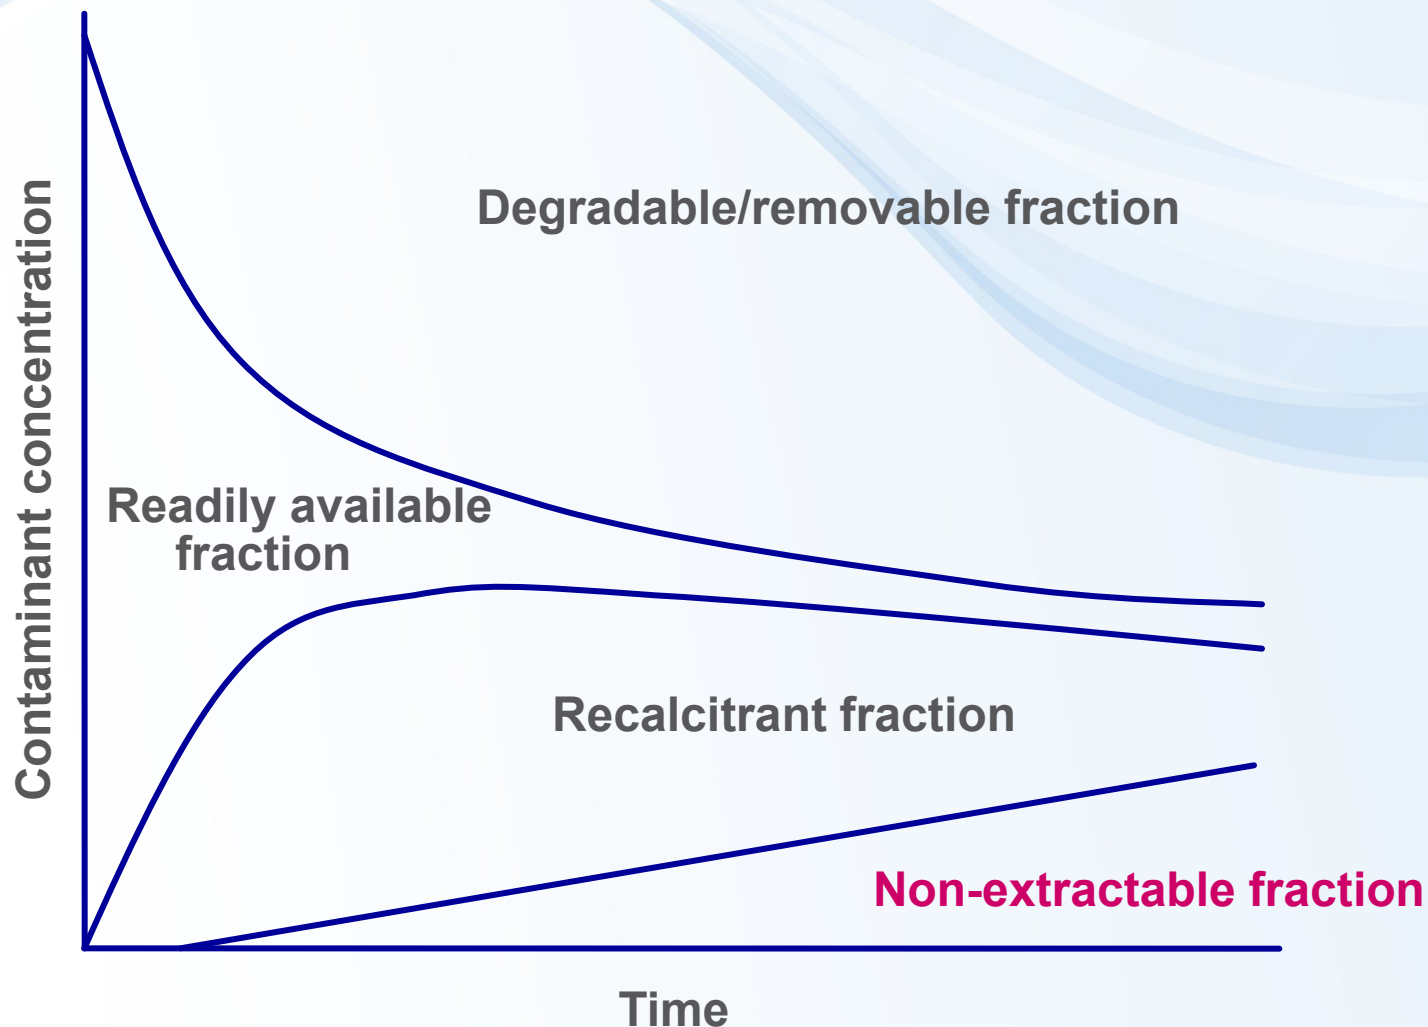 Contaminant concentration
Degradable/removable fraction
Readily available
fraction
Recalcitrant fraction
Non-extractable fraction
Time